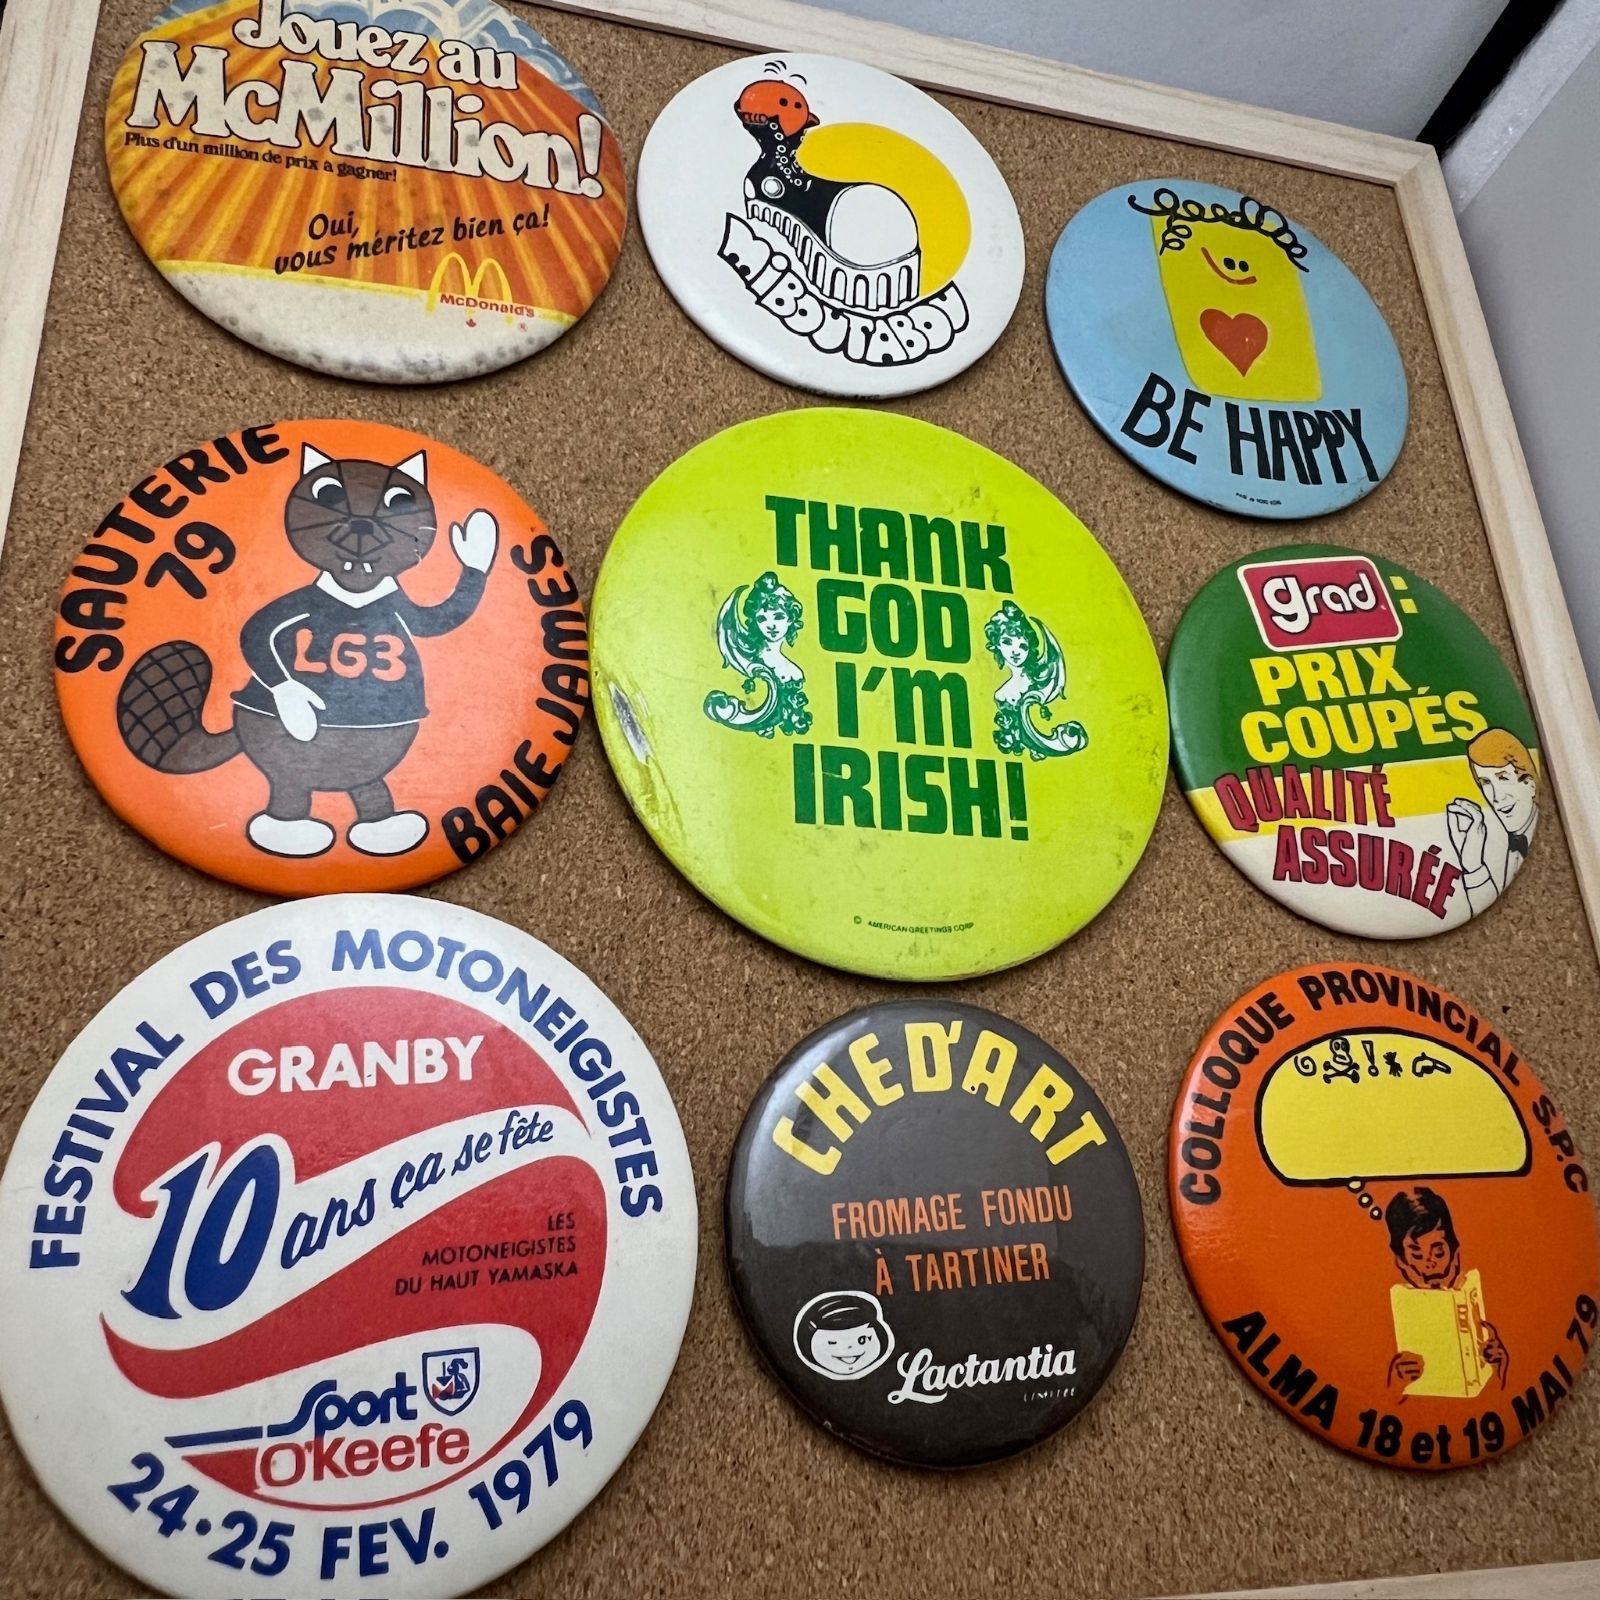 Jouez au
McMillion!
Plus d'un million de prix à gagner!
Oui,
vous méritez bien ça!
McDonald's
®
MIBOUTABOU
BE HAPPY
SAUTERIE
79
LG3
BAIE JAMES
THANK
GOD
I'M
IRISH!
© AMERICAN GREETINGS CORP
grad:
PRIX
COUPÉS
QUALITÉ
ASSURÉE
FESTIVAL DES MOTONEIGISTES
GRANBY
10 ans ça se fête
LES
MOTONEIGISTES
DU HAUT YAMASKA
Sport
O'Keefe
24·25 FEV. 1979
CHED'ART
FROMAGE FONDU
À TARTINER
Lactantia
LIMITÉE
COLLOQUE PROVINCIAL S.P.C
!
ALMA 18 et 19 MAI 79